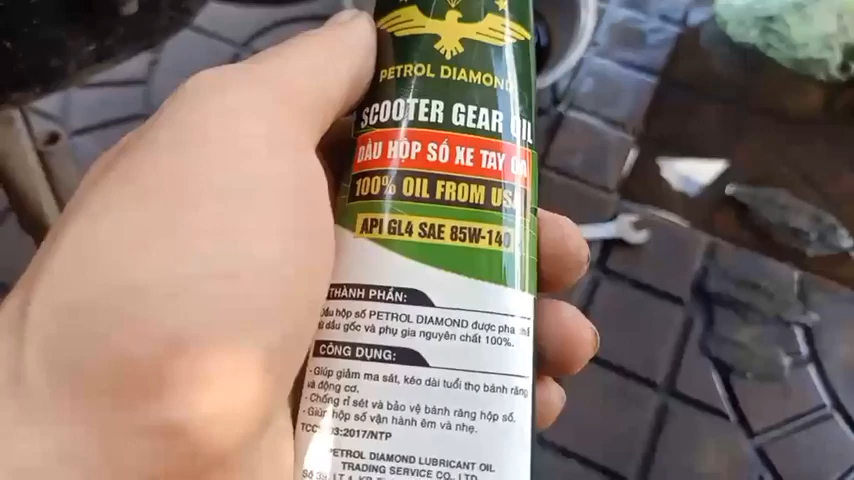 PETROL DIAMOND
SCOOTER GEAR
DẦU HỘP SỐ XE TAY
100% OIL FROM USA
API GL4 SAE 85W-140
THÀNH PHẦN:
Dầu hộp số PETROL DIAMOND được pha
từ dầu gốc và phụ gia nguyên chất 100%.
CÔNG DỤNG:
- Giúp giảm ma sát, kéo dài tuổi thọ bánh răng
và động cơ.
- Chống rỉ sét và bảo vệ bánh răng hộp số.
- Giúp hộp số vận hành êm và nhẹ.
03:2017/NTP
PETROL DIAMOND LUBRICANT OIL
TRADING SERVICE CO., LTD